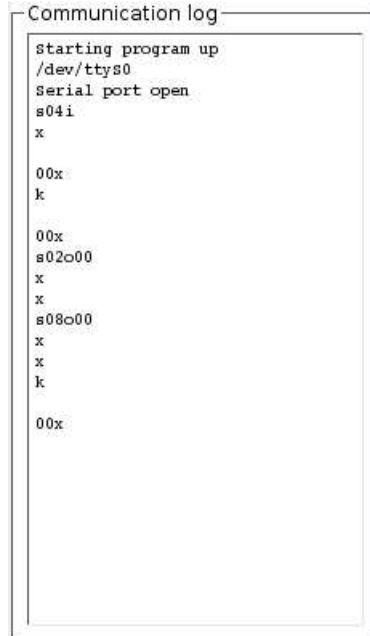 Communication log
Starting program up
/dev/ttyS0
Serial port open
s04i
x
00x
k
00x
s02o00
x
x
s08o00
x
x
k
00x